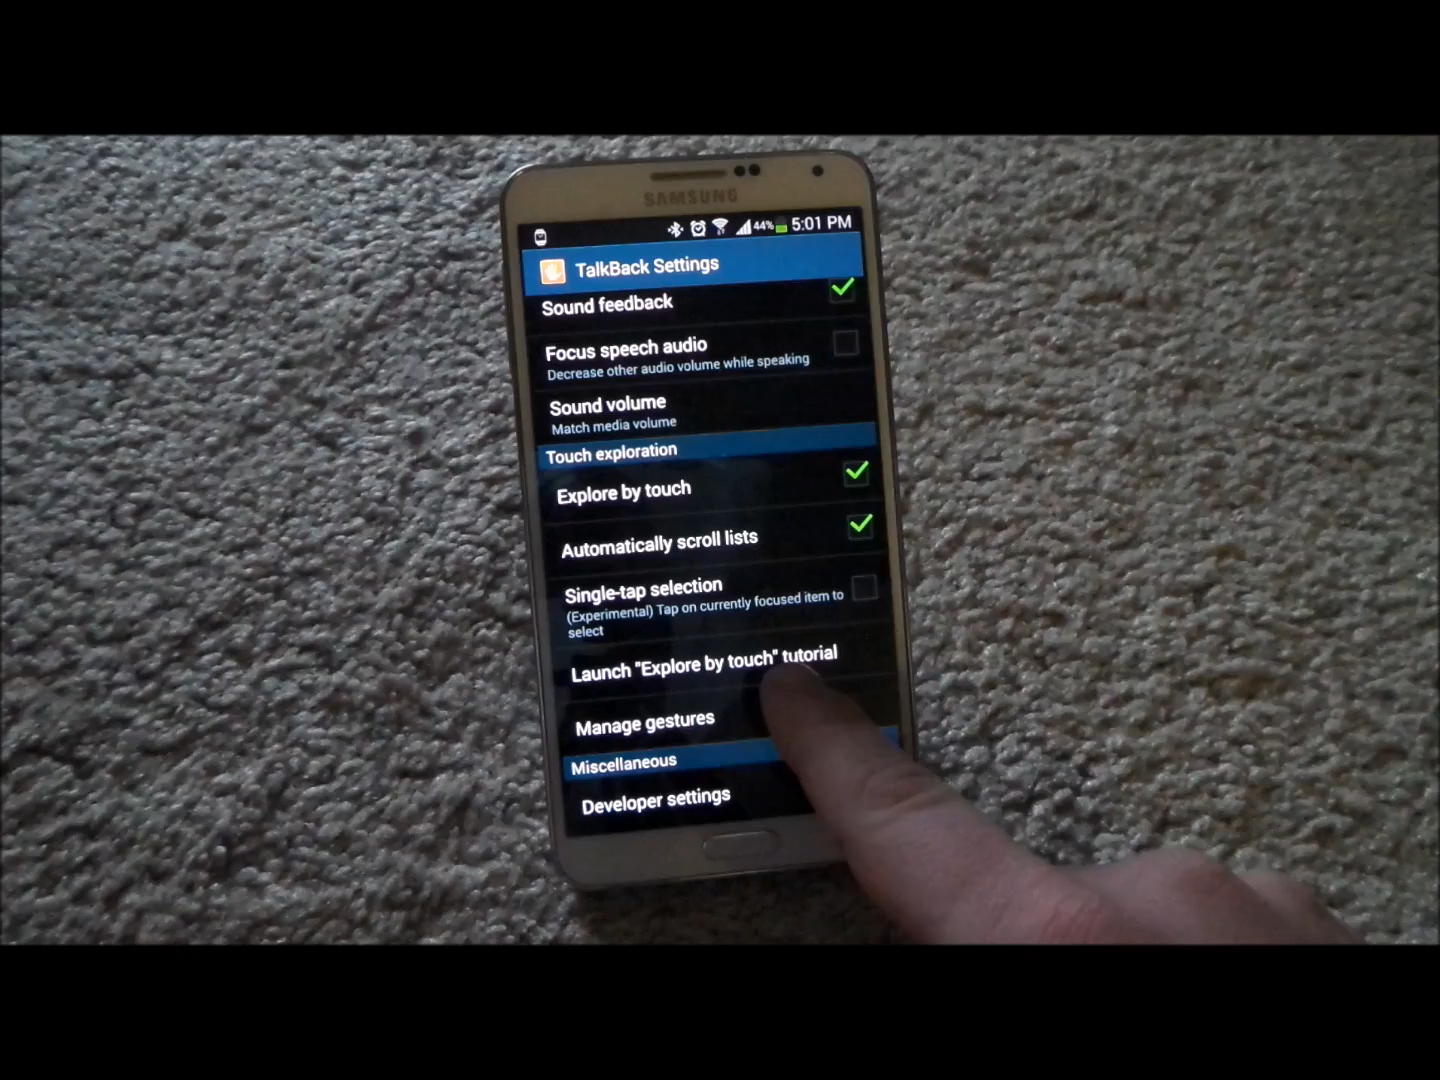 SAMSUNG
44% 5:01 PM
TalkBack Settings
Sound feedback
Focus speech audio
Decrease other audio volume while speaking
Sound volume
Match media volume
Touch exploration
Explore by touch
Automatically scroll lists
Single-tap selection
(Experimental) Tap on currently focused item to
select
Launch "Explore by touch" tutorial
Manage gestures
Miscellaneous
Developer settings